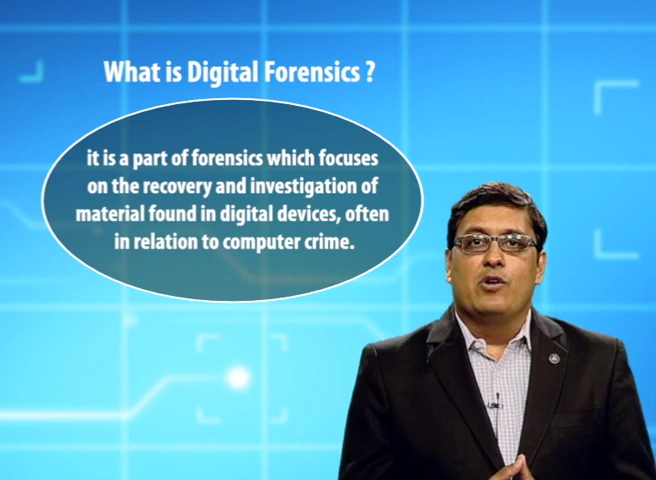 What is Digital Forensics ?
it is a part of forensics which focuses
on the recovery and investigation of
material found in digital devices, often
in relation to computer crime.